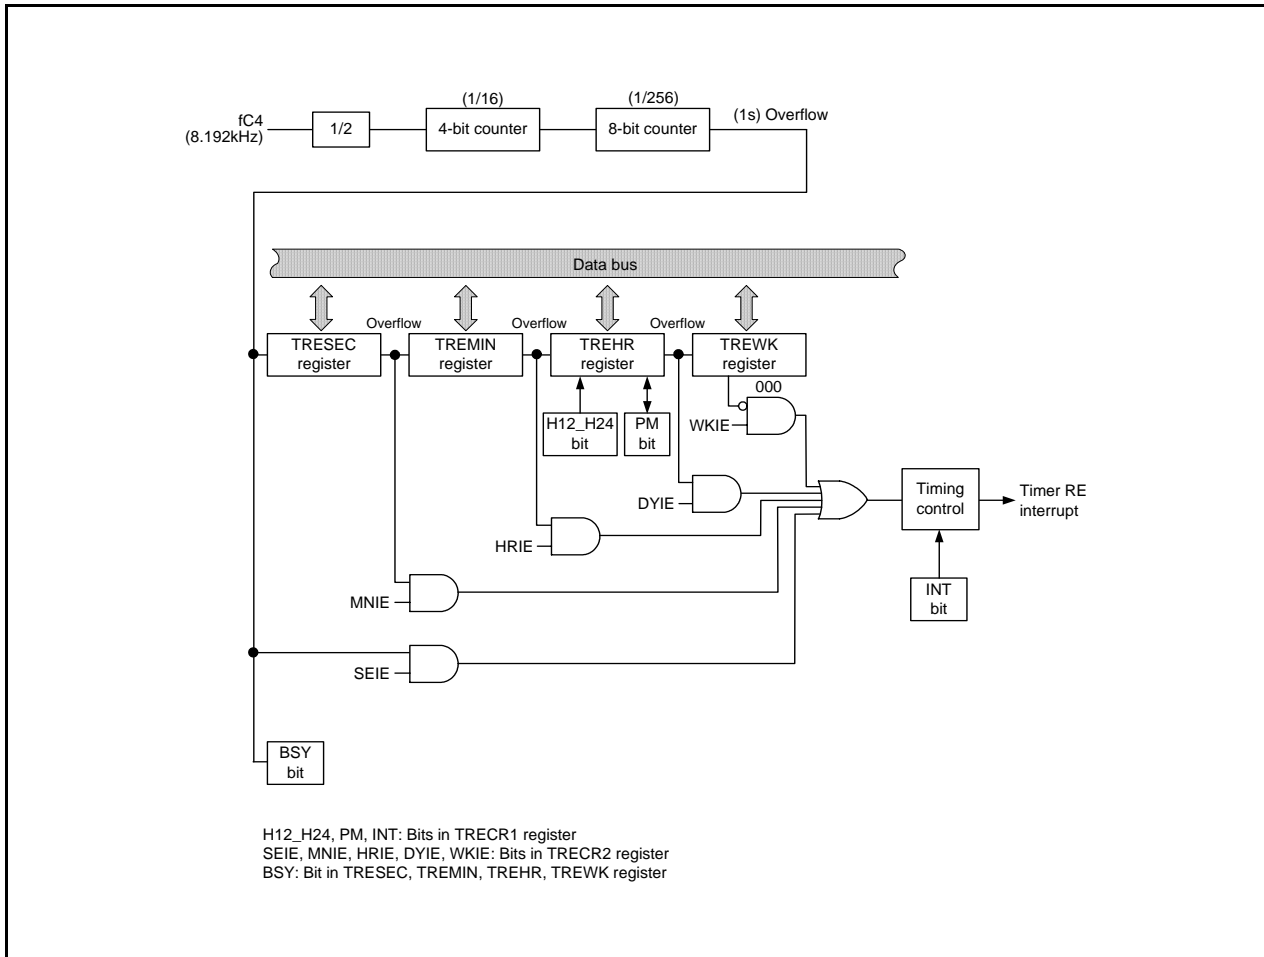 (1/16)
(1/256)
fC4
(8.192kHz)
1/2
4-bit counter
8-bit counter
(1s) Overflow
Data bus
Overflow
Overflow
Overflow
TRESEC
register
TREMIN
register
TREHR
register
TREWK
register
000
H12_H24
bit
PM
bit
WKIE
DYIE
HRIE
MNIE
SEIE
Timing
control
Timer RE
interrupt
INT
bit
BSY
bit
H12_H24, PM, INT: Bits in TRECR1 register
SEIE, MNIE, HRIE, DYIE, WKIE: Bits in TRECR2 register
BSY: Bit in TRESEC, TREMIN, TREHR, TREWK register